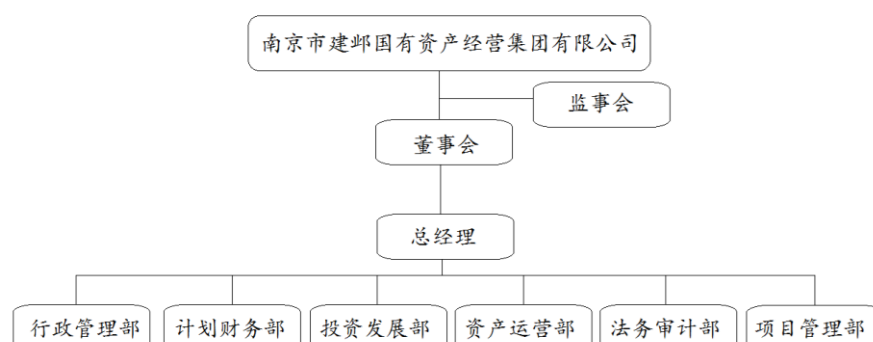 南京市建邺国有资产经营集团有限公司
监事会
董事会
总经理
行政管理部
计划财务部
投资发展部
资产运营部
法务审计部
项目管理部